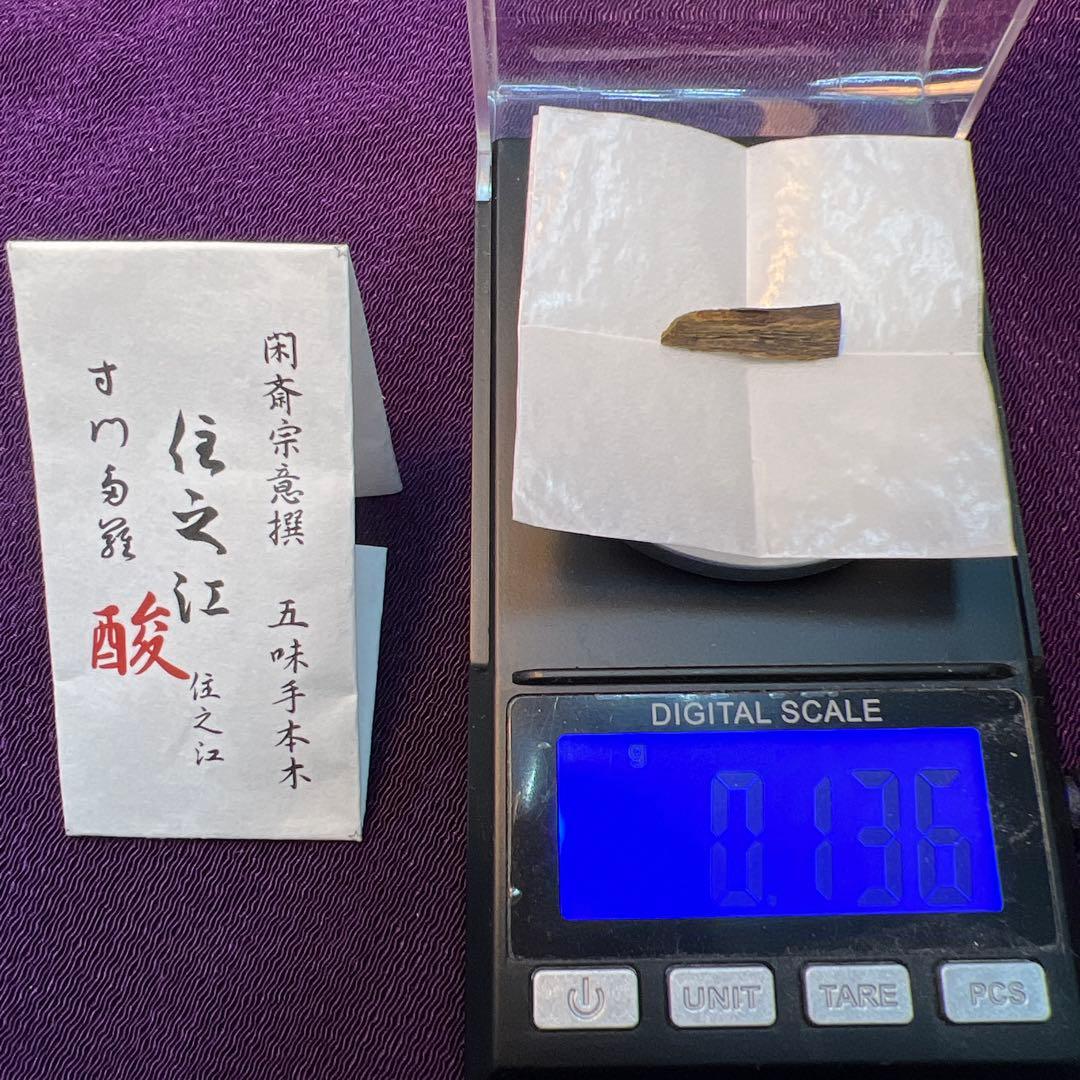 閑斎宗意撰 五味手本木
住之江
住之江
寸門多羅
酸
DIGITAL SCALE
g
0.136
UNIT
TARE
PCS